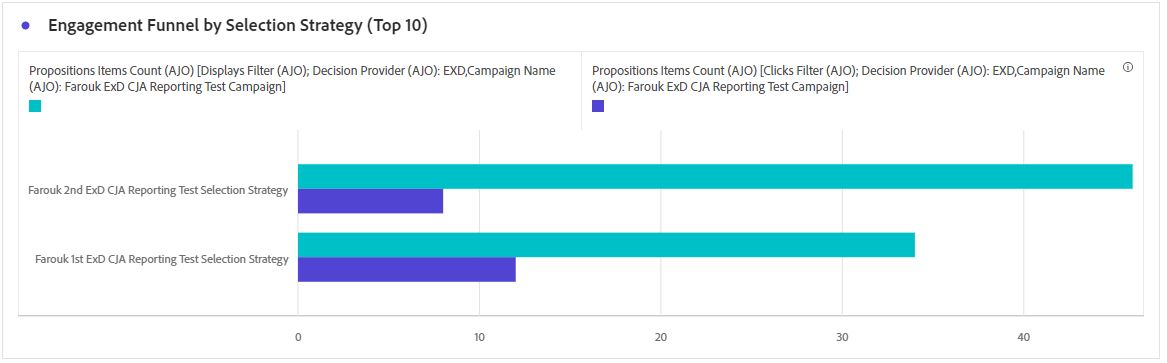 Engagement Funnel by Selection Strategy (Top 10)
Propositions Items Count (AJO) [Displays Filter (AJO); Decision Provider (AJO): EXD,Campaign Name
(AJO): Farouk ExD CJA Reporting Test Campaign]
Propositions Items Count (AJO) [Clicks Filter (AJO); Decision Provider (AJO): EXD,Campaign Name
(AJO): Farouk ExD CJA Reporting Test Campaign]
Farouk 2nd ExD CJA Reporting Test Selection Strategy
Farouk 1st ExD CJA Reporting Test Selection Strategy
0 10 20 30 40